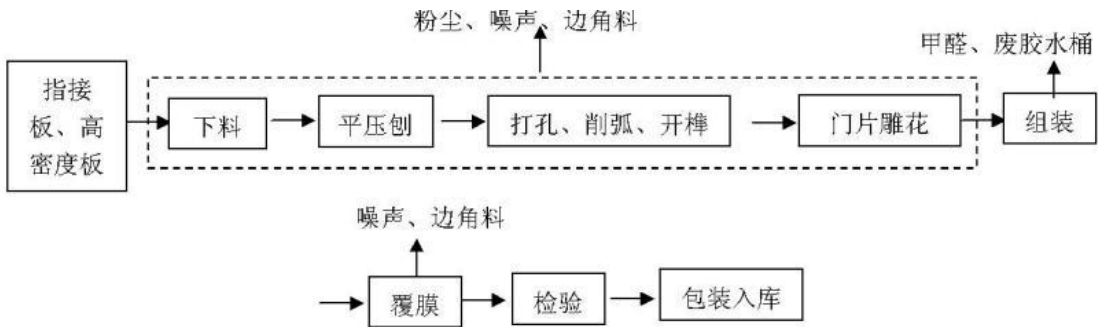 粉尘、噪声、边角料
甲醛、废胶水桶
指接
板、高
密度板
下料
平压刨
打孔、削弧、开榫
门片雕花
组装
噪声、边角料
覆膜
检验
包装入库